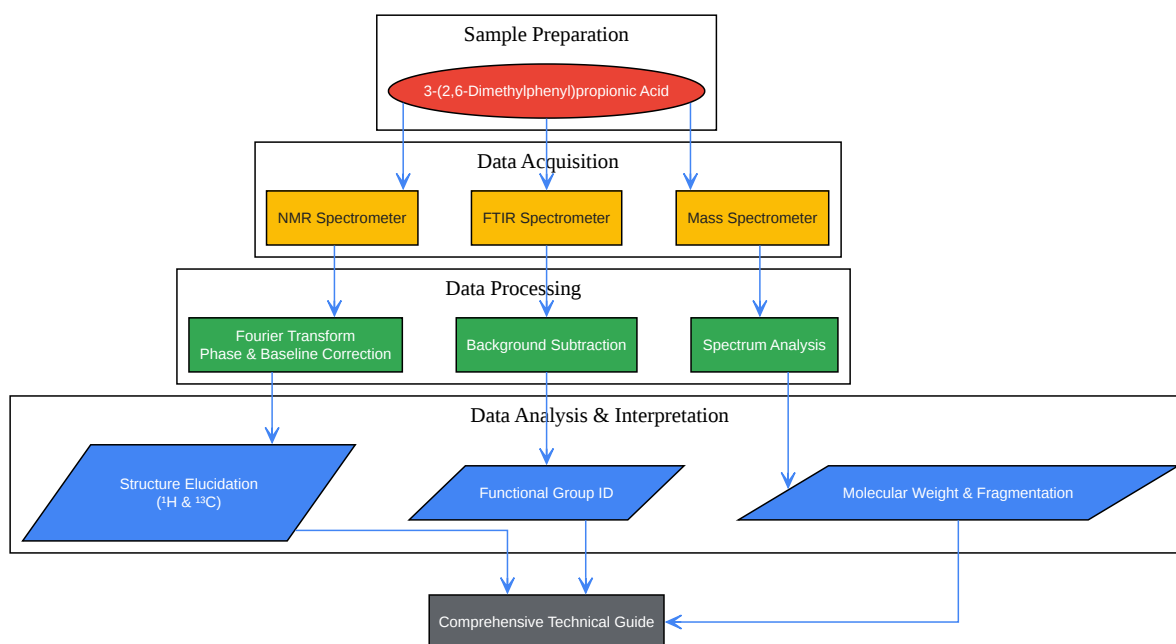 Sample Preparation
3-(2,6-Dimethylphenyl)propionic Acid
Data Acquisition
NMR Spectrometer
FTIR Spectrometer
Mass Spectrometer
Data Processing
Fourier Transform
Phase & Baseline Correction
Background Subtraction
Spectrum Analysis
Data Analysis & Interpretation
Structure Elucidation
(¹H & ¹³C)
Functional Group ID
Molecular Weight & Fragmentation
Comprehensive Technical Guide